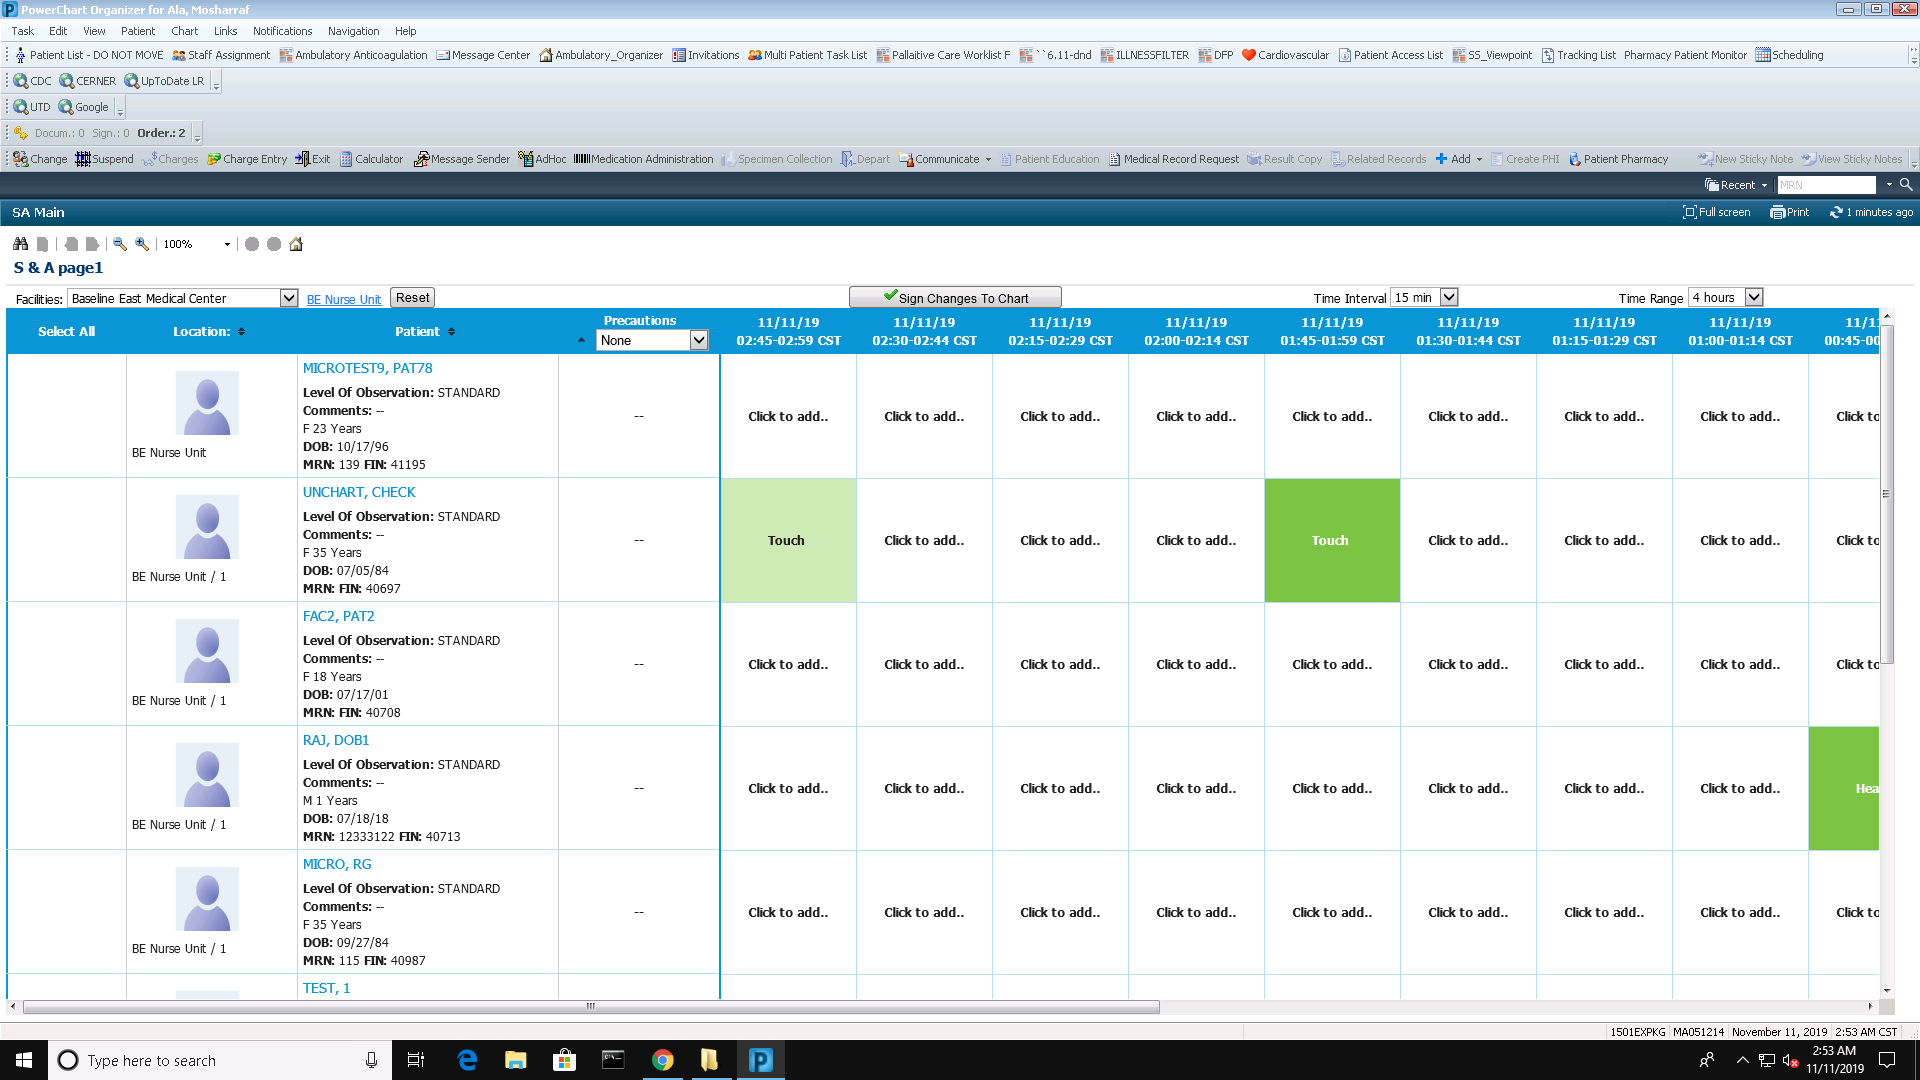 PowerChart Organizer for Ala, Mosharraf
Task Edit View Patient Chart Links Notifications Navigation Help
Patient List - DO NOT MOVE Staff Assignment Ambulatory Anticoagulation Message Center Ambulatory_Organizer Invitations Multi Patient Task List Pallaitive Care Worklist F ``6.11-dnd ILLNESSFILTER DFP Cardiovascular Patient Access List SS_Viewpoint Tracking List Pharmacy Patient Monitor Scheduling
CDC CERNER UpToDate LR
UTD Google
Docum.: 0 Sign.: 0 Order.: 2
Change Suspend Charges Charge Entry Exit Calculator Message Sender AdHoc Medication Administration Specimen Collection Depart Communicate Patient Education Medical Record Request Result Copy Related Records Add Create PHI Patient Pharmacy New Sticky Note View Sticky Notes
Recent MRN
SA Main Full screen Print 1 minutes ago
100%
S & A page1
Facilities: Baseline East Medical Center BE Nurse Unit Reset Sign Changes To Chart Time Interval 15 min Time Range 4 hours
Select All Location: Patient Precautions None
11/11/19 11/11/19 11/11/19 11/11/19 11/11/19 11/11/19 11/11/19 11/11/19 11/1
02:45-02:59 CST 02:30-02:44 CST 02:15-02:29 CST 02:00-02:14 CST 01:45-01:59 CST 01:30-01:44 CST 01:15-01:29 CST 01:00-01:14 CST 00:45-00
MICROTEST9, PAT78
Level Of Observation: STANDARD
Comments: --
F 23 Years
DOB: 10/17/96
MRN: 139 FIN: 41195
BE Nurse Unit
--
Click to add.. Click to add.. Click to add.. Click to add.. Click to add.. Click to add.. Click to add.. Click to add.. Click to
UNCHART, CHECK
Level Of Observation: STANDARD
Comments: --
F 35 Years
DOB: 07/05/84
MRN: FIN: 40697
BE Nurse Unit / 1
--
Touch Click to add.. Click to add.. Click to add.. Touch Click to add.. Click to add.. Click to add.. Click to
FAC2, PAT2
Level Of Observation: STANDARD
Comments: --
F 18 Years
DOB: 07/17/01
MRN: FIN: 40708
BE Nurse Unit / 1
--
Click to add.. Click to add.. Click to add.. Click to add.. Click to add.. Click to add.. Click to add.. Click to add.. Click to
RAJ, DOB1
Level Of Observation: STANDARD
Comments: --
M 1 Years
DOB: 07/18/18
MRN: 12333122 FIN: 40713
BE Nurse Unit / 1
--
Click to add.. Click to add.. Click to add.. Click to add.. Click to add.. Click to add.. Click to add.. Click to add.. Hea
MICRO, RG
Level Of Observation: STANDARD
Comments: --
F 35 Years
DOB: 09/27/84
MRN: 115 FIN: 40987
BE Nurse Unit / 1
--
Click to add.. Click to add.. Click to add.. Click to add.. Click to add.. Click to add.. Click to add.. Click to add.. Click to
TEST, 1
1501EXPKG MA051214 November 11, 2019 2:53 AM CST
Type here to search
2:53 AM
11/11/2019